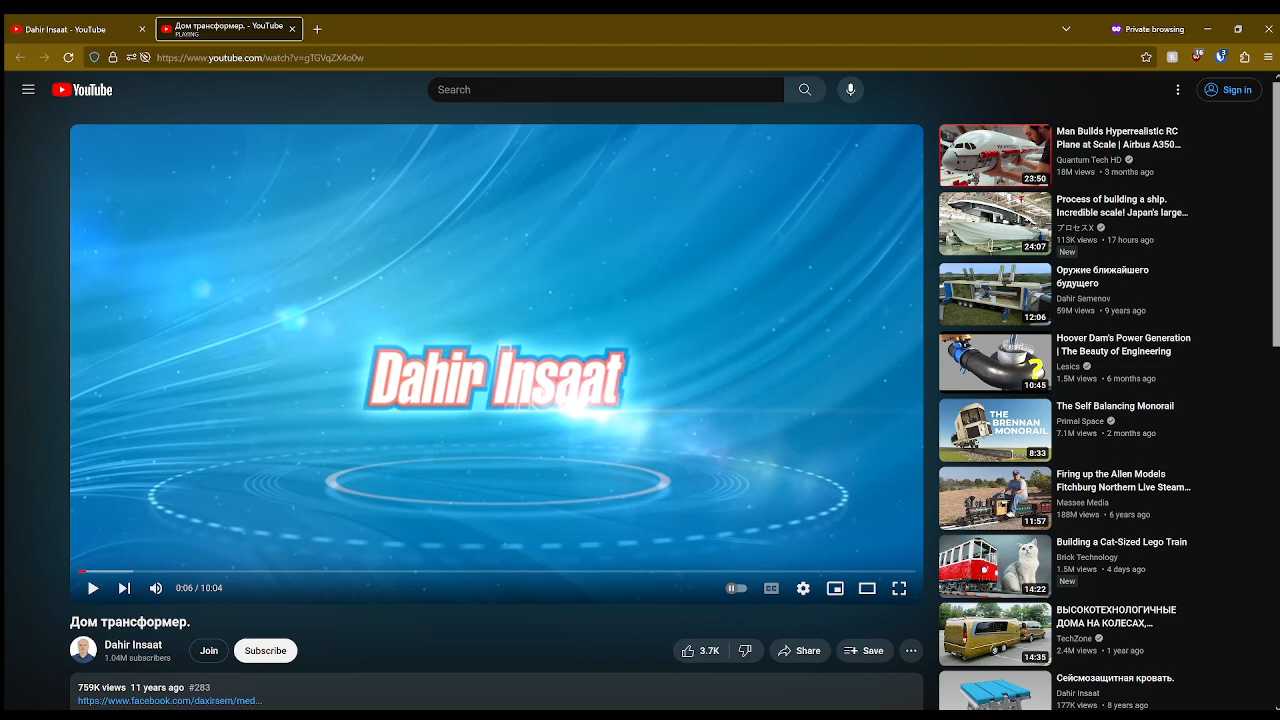 Dahir Insaat - YouTube
Дом трансформер. - YouTube
PLAYING
Private browsing
https://www.youtube.com/watch?v=gTGVqZX4o0w
16
3
YouTube
Search
Sign in
Dahir Insaat
0:06 / 10:04
Дом трансформер.
Dahir Insaat
1.04M subscribers
Join
Subscribe
3.7K
Share
Save
759K views 11 years ago #283
https://www.facebook.com/daxirsem/med...
23:50
Man Builds Hyperrealistic RC
Plane at Scale | Airbus A350...
Quantum Tech HD
18M views • 3 months ago
24:07
Process of building a ship.
Incredible scale! Japan's large...
プロセスX
113K views • 17 hours ago
New
12:06
Оружие ближайшего
будущего
Dahir Semenov
59M views • 9 years ago
?
10:45
Hoover Dam's Power Generation
| The Beauty of Engineering
Lesics
1.5M views • 6 months ago
THE
BRENNAN
MONORAIL
8:33
The Self Balancing Monorail
Primal Space
7.1M views • 2 months ago
11:57
Firing up the Allen Models
Fitchburg Northern Live Steam...
Massee Media
188M views • 6 years ago
14:22
Building a Cat-Sized Lego Train
Brick Technology
1.5M views • 4 days ago
New
14:35
ВЫСОКОТЕХНОЛОГИЧНЫЕ
ДОМА НА КОЛЕСАХ,...
TechZone
2.4M views • 1 year ago
Сейсмозащитная кровать.
Dahir Insaat
177K views • 8 years ago